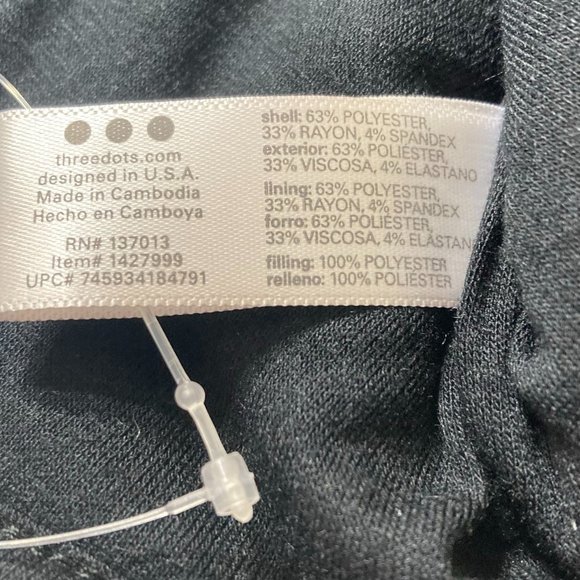 threedots.com
designed in U.S.A.
Made in Cambodia
Hecho en Camboya
RN# 137013
Item# 1427999
UPC# 745934184791
shell: 63% POLYESTER,
33% RAYON, 4% SPANDEX
exterior: 63% POLIESTER,
33% VISCOSA, 4% ELASTANO
lining: 63% POLYESTER,
33% RAYON, 4% SPANDEX
forro: 63% POLIÉSTER,
33% VISCOSA, 4% ELASTAN
filling: 100% POLYESTER
relleno: 100% POLIESTER